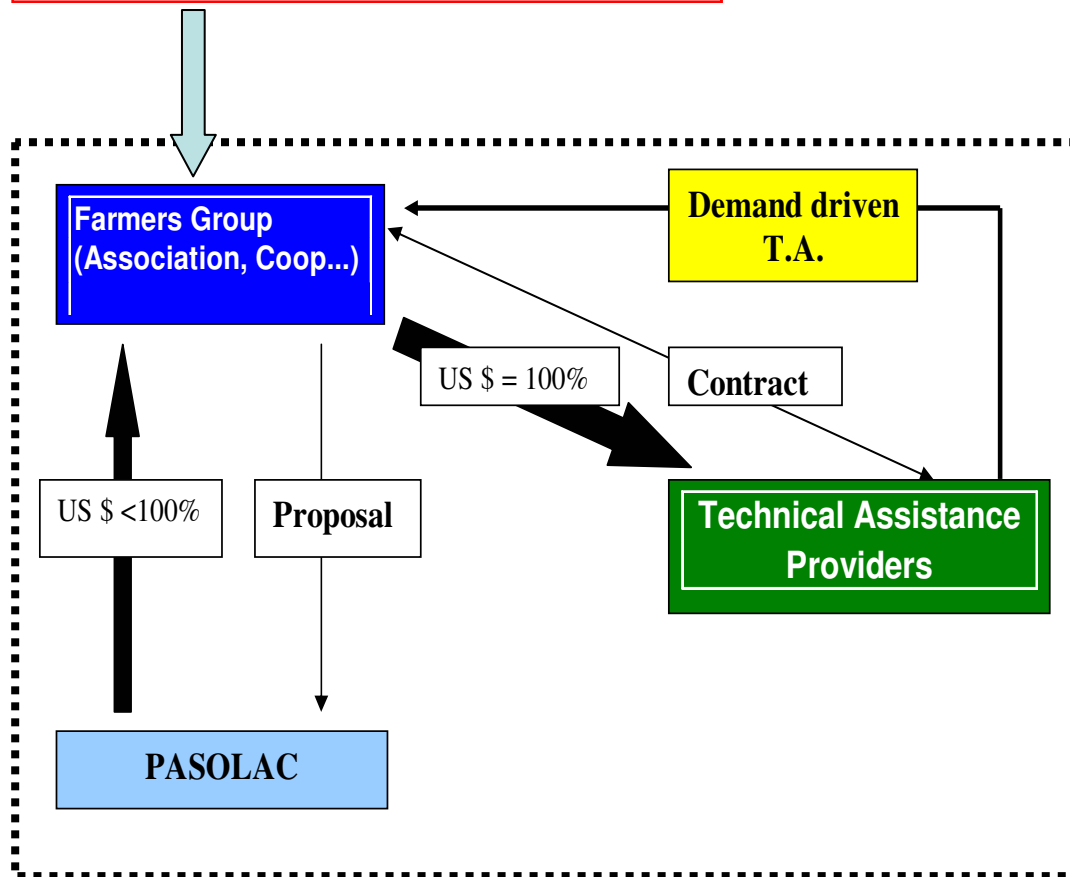 Farmers Group
(Association, Coop...)
Demand driven
T.A.
US $ = 100%
Contract
US $ <100%
Proposal
Technical Assistance
Providers
PASOLAC